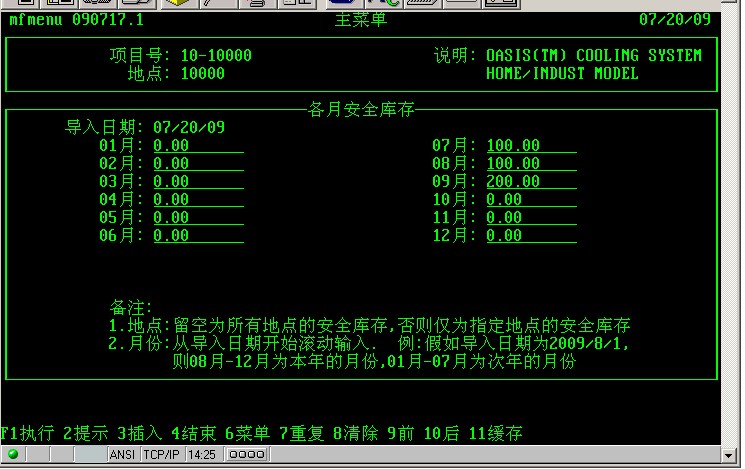 mfmenu 090717.1 主菜单 07/20/09
项目号: 10-10000 说明: OASIS(TM) COOLING SYSTEM
地点: 10000 HOME/INDUST MODEL
各月安全库存
导入日期: 07/20/09
01月: 0.00 07月: 100.00
02月: 0.00 08月: 100.00
03月: 0.00 09月: 200.00
04月: 0.00 10月: 0.00
05月: 0.00 11月: 0.00
06月: 0.00 12月: 0.00
备注:
1.地点:留空为所有地点的安全库存,否则仅为指定地点的安全库存
2.月份:从导入日期开始滚动输入. 例:假如导入日期为2009/8/1,
则08月-12月为本年的月份,01月-07月为次年的月份
F1执行 2提示 3插入 4结束 6菜单 7重复 8清除 9前 10后 11缓存
ANSI TCP/IP 14:25